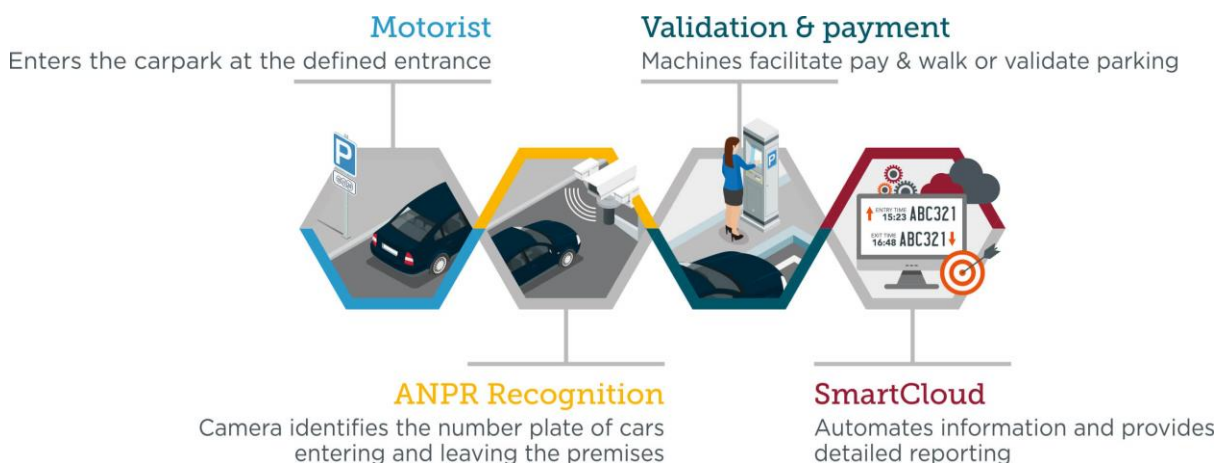 Motorist
Enters the carpark at the defined entrance
Validation & payment
Machines facilitate pay & walk or validate parking
P
P
ENTRY TIME
15:23 ABC321
EXIT TIME
16:48 ABC321
ANPR Recognition
Camera identifies the number plate of cars
entering and leaving the premises
SmartCloud
Automates information and provides
detailed reporting